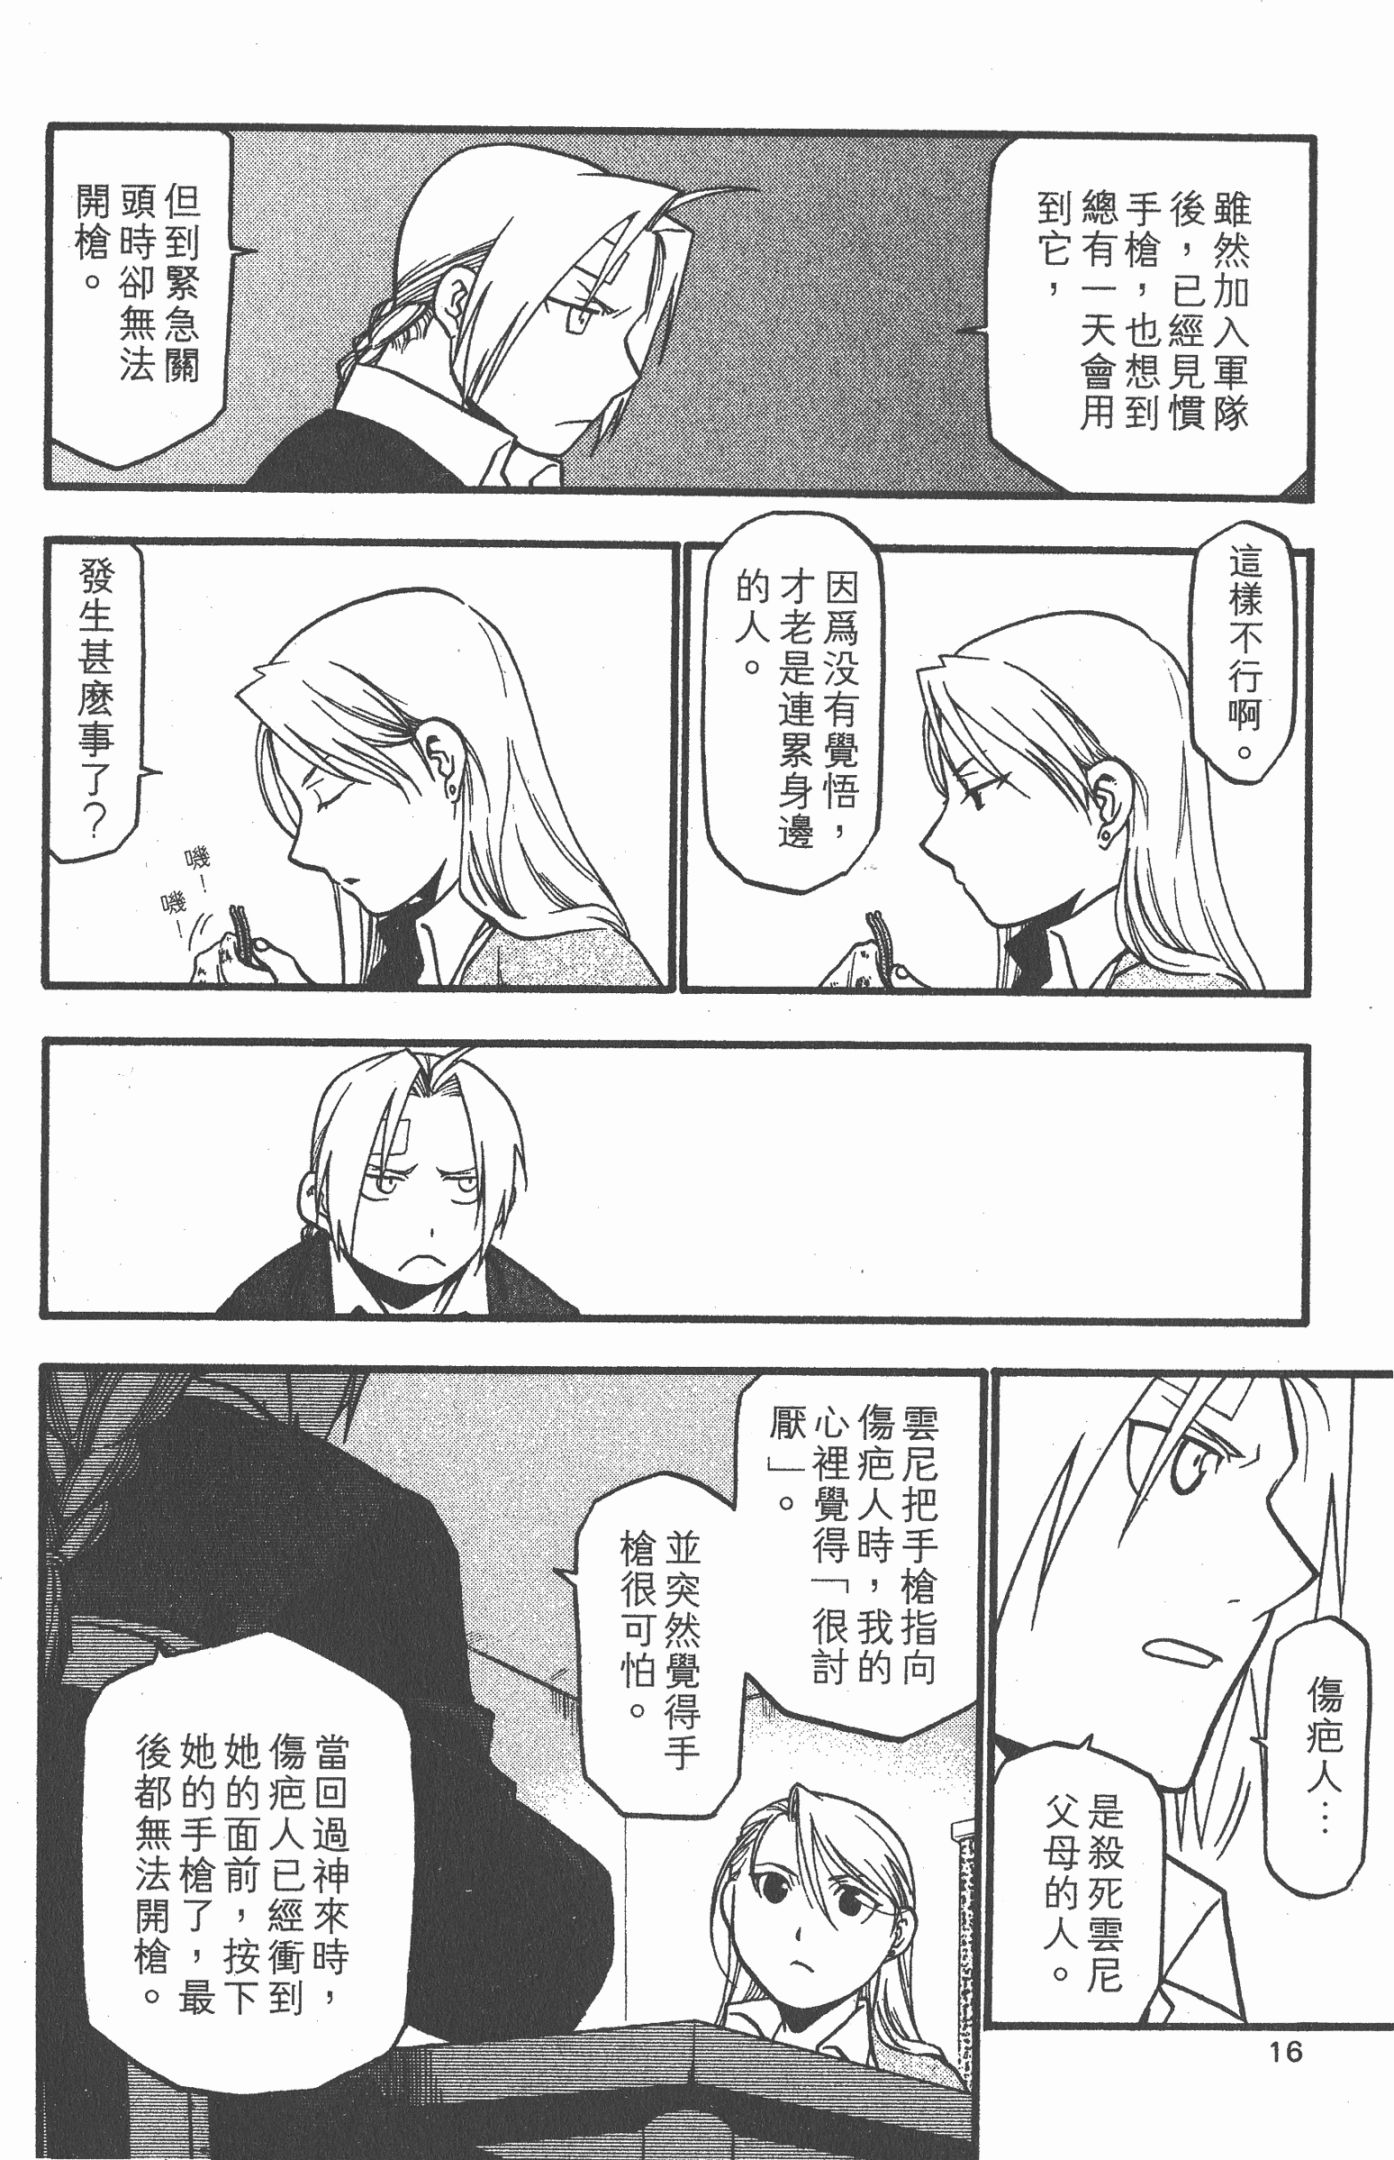 雖然加入軍隊
後，已經見慣
手槍，也想到
總有一天會用
到它，
但到緊急關
頭時卻無法
開槍。
這樣不行啊。
因爲没有覺悟，
才老是連累身邊
的人。
發生甚麼事了？
嘰！
嘰！
傷疤人…
是殺死雲尼
父母的人。
雲尼把手槍指向
傷疤人時，我的
心裡覺得「很討
厭」。
並突然覺得手
槍很可怕。
當回過神來時，
傷疤人已經衝到
她的面前，按下
她的手槍了，最
後都無法開槍。
16